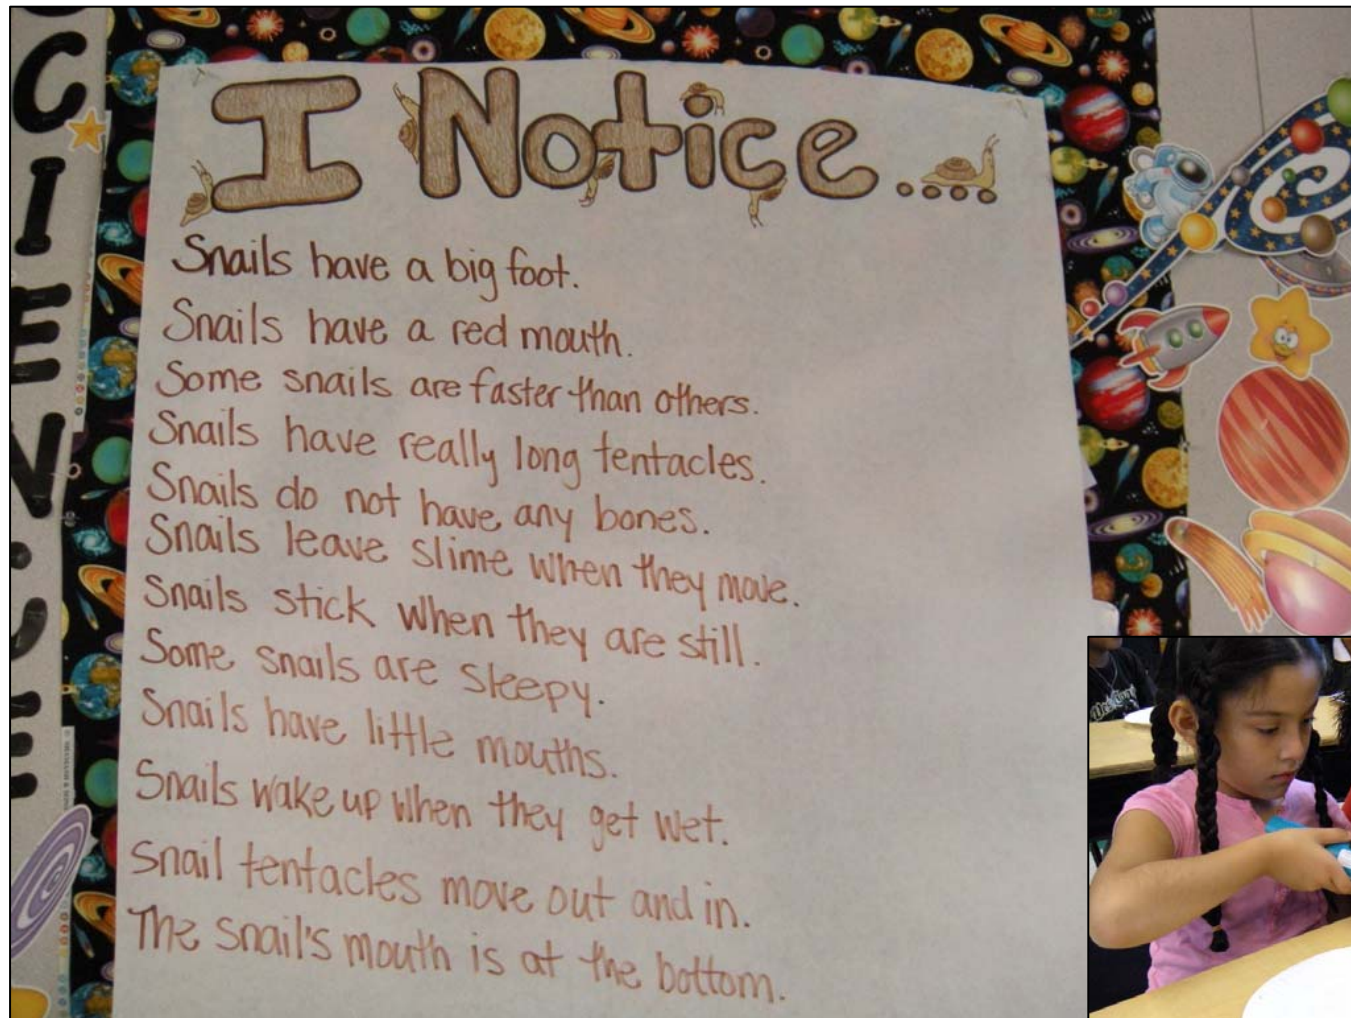 SCIENCE
I Notice....
Snails have a big foot.
Snails have a red mouth.
Some snails are faster than others.
Snails have really long tentacles.
Snails do not have any bones.
Snails leave slime when they move.
Snails stick when they are still.
Some snails are sleepy.
Snails have little mouths.
Snails wake up when they get wet.
Snail tentacles move out and in.
The snail's mouth is at the bottom.